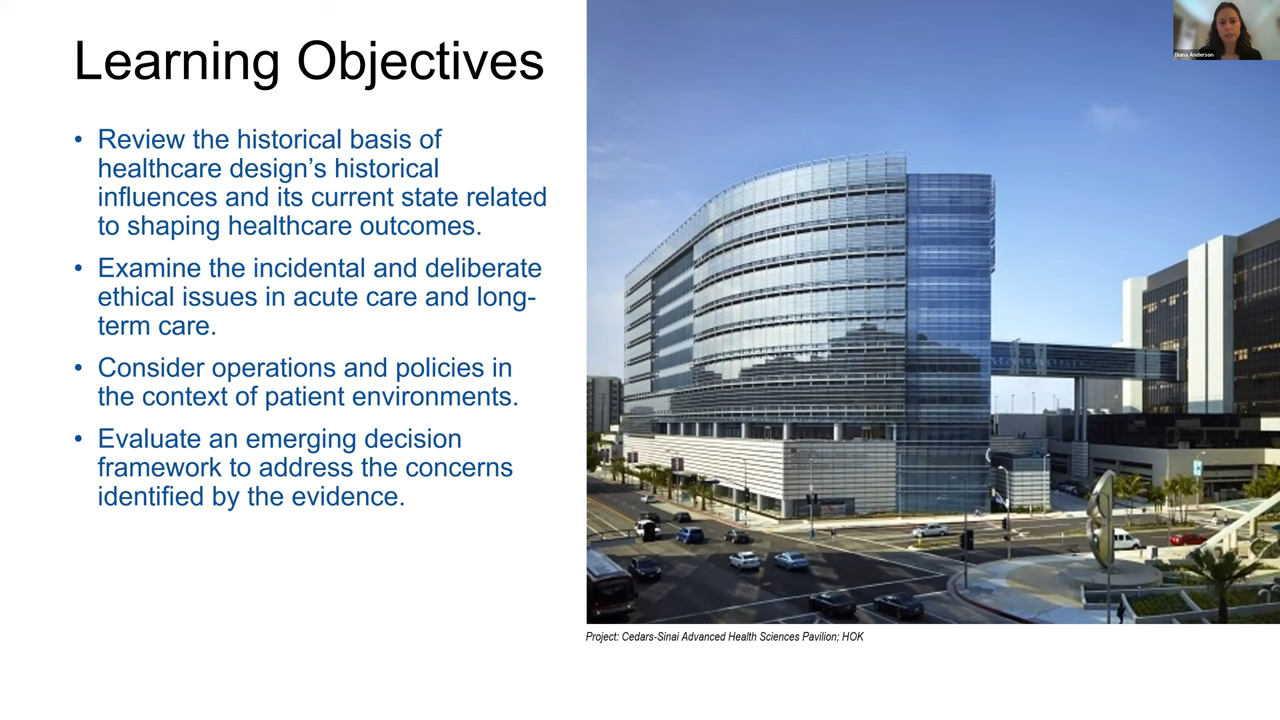 Learning Objectives
• Review the historical basis of
healthcare design’s historical
influences and its current state related
to shaping healthcare outcomes.
• Examine the incidental and deliberate
ethical issues in acute care and long-
term care.
• Consider operations and policies in
the context of patient environments.
• Evaluate an emerging decision
framework to address the concerns
identified by the evidence.
Project: Cedars-Sinai Advanced Health Sciences Pavilion; HOK
Diana Anderson